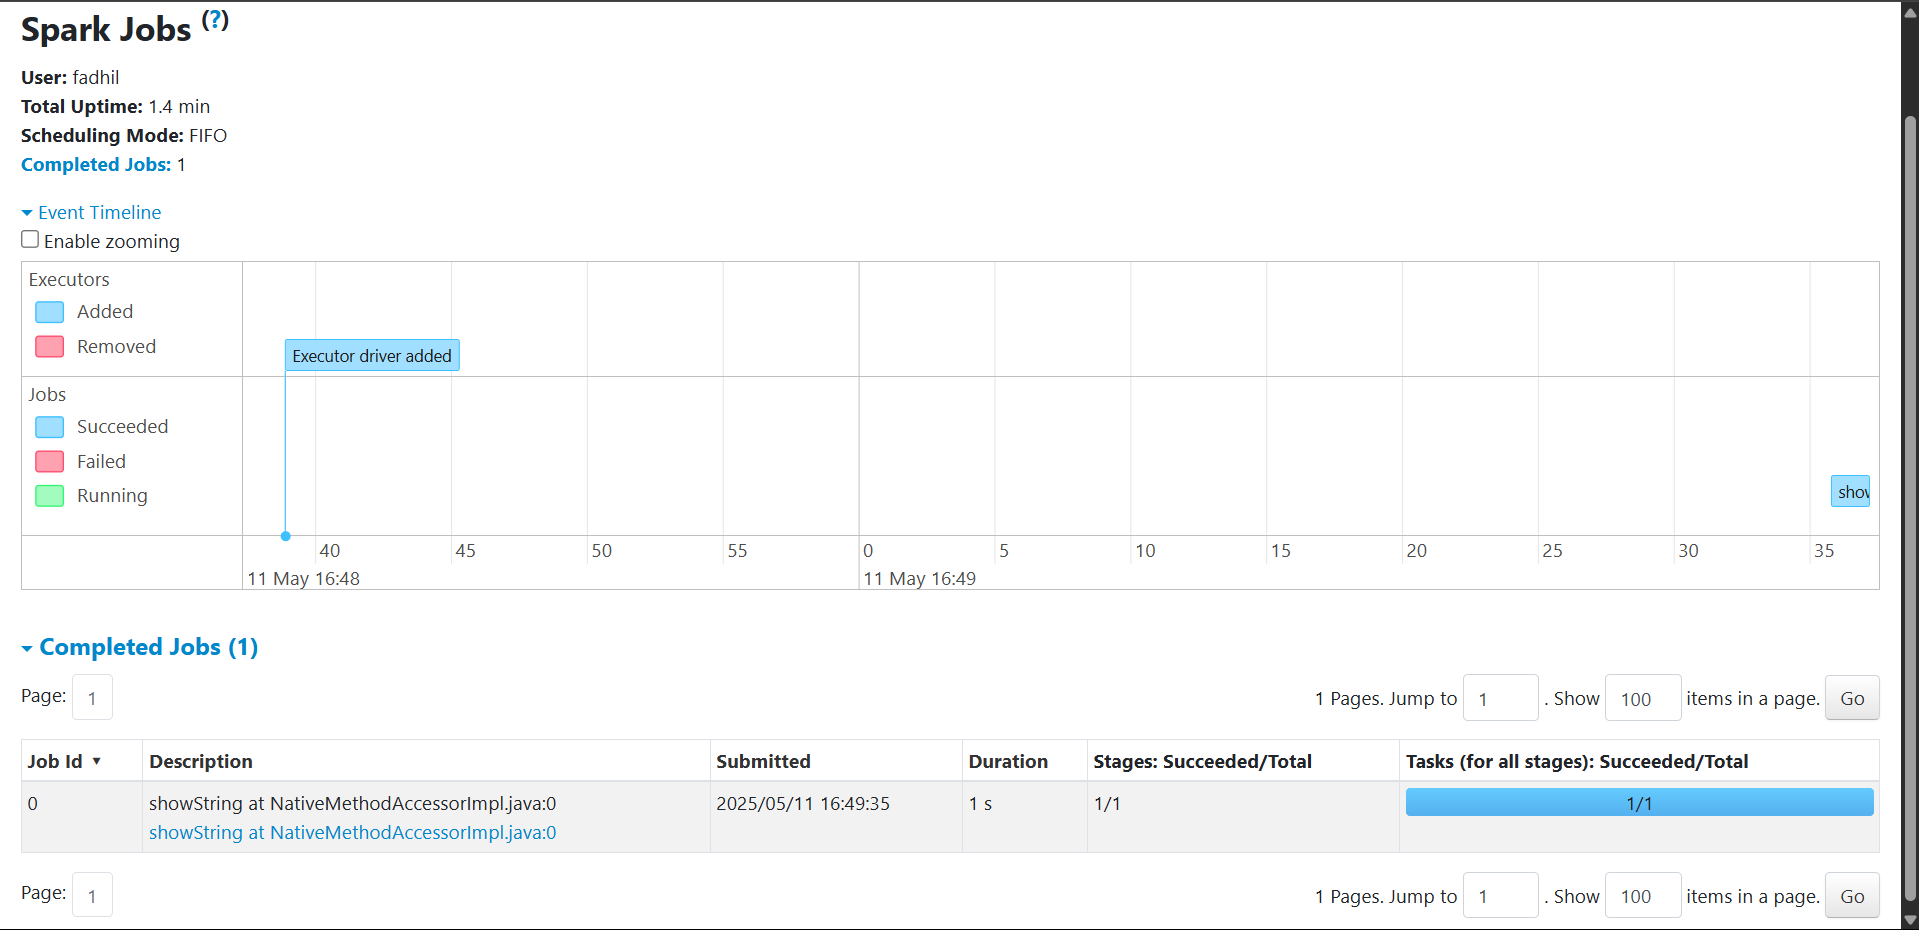 Spark Jobs (?)
User: fadhil
Total Uptime: 1.4 min
Scheduling Mode: FIFO
Completed Jobs: 1
Event Timeline
Enable zooming
Executors
Added
Removed
Executor driver added
Jobs
Succeeded
Failed
Running
show
40 45 50 55 0 5 10 15 20 25 30 35
11 May 16:48 11 May 16:49
Completed Jobs (1)
Page: 1 1 Pages. Jump to 1 . Show 100 items in a page. Go
Job Id ▼ Description Submitted Duration Stages: Succeeded/Total Tasks (for all stages): Succeeded/Total
0 showString at NativeMethodAccessorImpl.java:0 2025/05/11 16:49:35 1 s 1/1 1/1
showString at NativeMethodAccessorImpl.java:0
Page: 1 1 Pages. Jump to 1 . Show 100 items in a page. Go